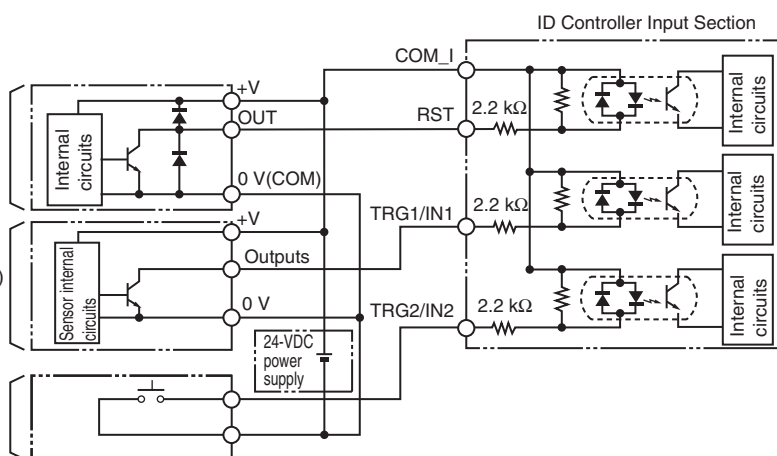 ID Controller Input Section
COM_I
+V
OUT
RST
2.2 kΩ
Internal
circuits
Internal
circuits
0 V(COM)
+V
TRG1/IN1
2.2 kΩ
Internal
circuits
Outputs
Sensor internal
circuits
0 V
TRG2/IN2
2.2 kΩ
Internal
circuits
24-VDC
power
supply
)